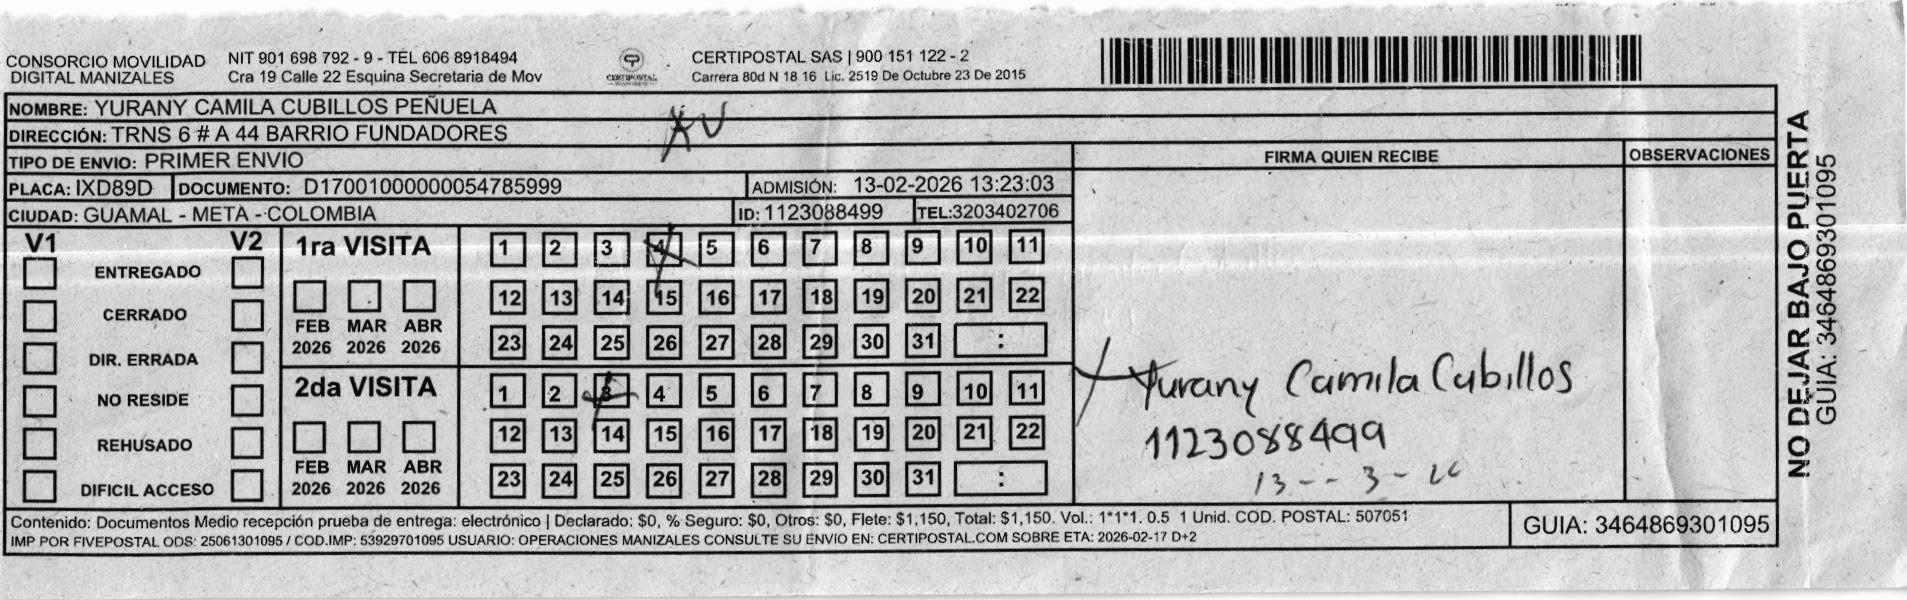 CONSORCIO MOVILIDAD DIGITAL MANIZALES
NIT 901 698 792 - 9 - TEL 606 8918494
Cra 19 Calle 22 Esquina Secretaria de Mov
CERTIPOSTAL
CERTIPOSTAL SAS | 900 151 122 - 2
Carrera 80d N 18 16 Lic. 2519 De Octubre 23 De 2015
NOMBRE: YURANY CAMILA CUBILLOS PEÑUELA
DIRECCIÓN: TRNS 6 # A 44 BARRIO FUNDADORES
TIPO DE ENVIO: PRIMER ENVIO
PLACA: IXD89D DOCUMENTO: D17001000000054785999 ADMISIÓN: 13-02-2026 13:23:03
CIUDAD: GUAMAL - META - COLOMBIA ID: 1123088499 TEL:3203402706
V1 V2
ENTREGADO
CERRADO
DIR. ERRADA
NO RESIDE
REHUSADO
DIFICIL ACCESO
1ra VISITA
FEB 2026 MAR 2026 ABR 2026
1 2 3 4 5 6 7 8 9 10 11
12 13 14 15 16 17 18 19 20 21 22
23 24 25 26 27 28 29 30 31 :
2da VISITA
FEB 2026 MAR 2026 ABR 2026
1 2 3 4 5 6 7 8 9 10 11
12 13 14 15 16 17 18 19 20 21 22
23 24 25 26 27 28 29 30 31 :
FIRMA QUIEN RECIBE
Yurany Camila Cubillos
1123088499
13 - - 3 -
OBSERVACIONES
NO DEJAR BAJO PUERTA
GUIA: 3464869301095
Contenido: Documentos Medio recepción prueba de entrega: electrónico | Declarado: $0, % Seguro: $0, Otros: $0, Flete: $1,150, Total: $1,150. Vol.: 1*1*1. 0.5 1 Unid. COD. POSTAL: 507051
IMP POR FIVEPOSTAL ODS: 25061301095 / COD.IMP: 53929701095 USUARIO: OPERACIONES MANIZALES CONSULTE SU ENVIO EN: CERTIPOSTAL.COM SOBRE ETA: 2026-02-17 D+2
GUIA: 3464869301095